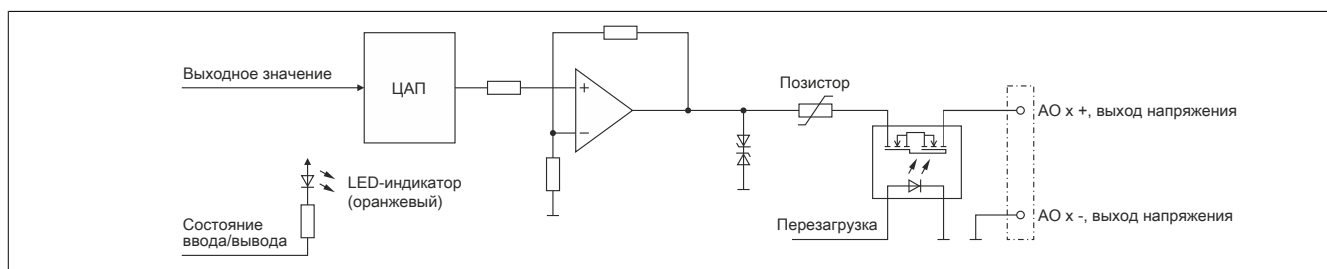 Выходное значение
ЦАП
+
−
Позистор
АО x +, выход напряжения
LED-индикатор
(оранжевый)
Состояние
ввода/вывода
Перезагрузка
АО x -, выход напряжения